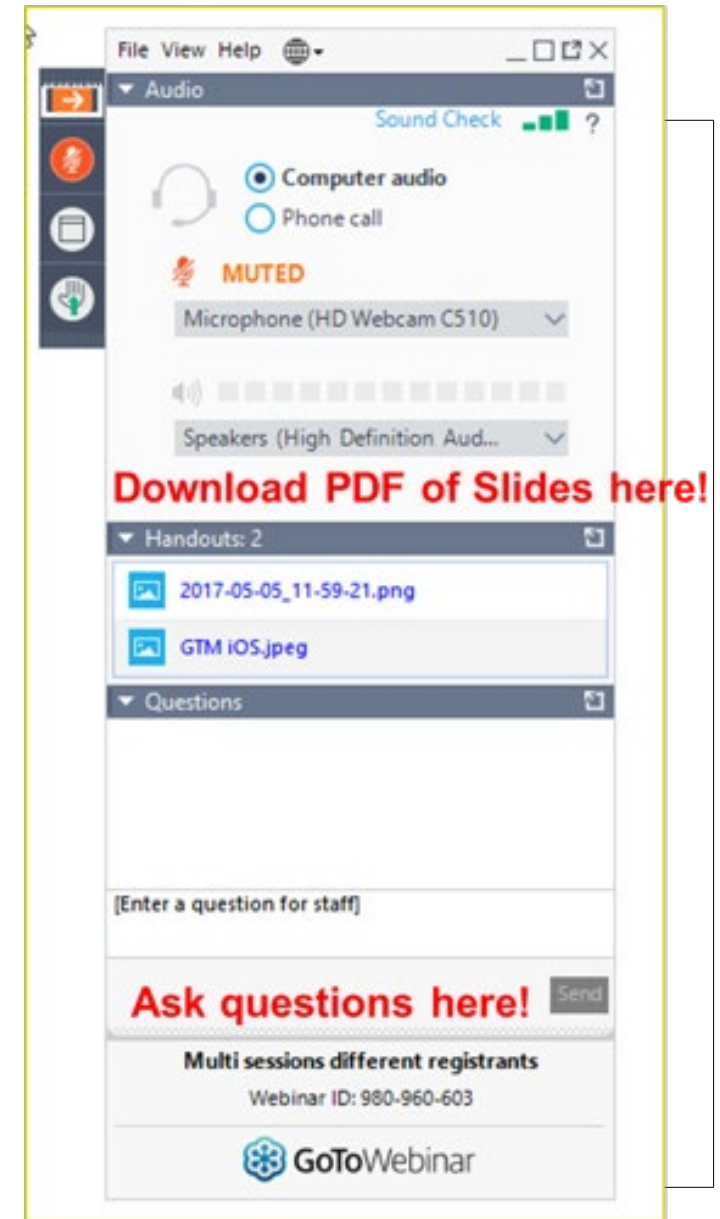 File View Help
Audio
Sound Check ?
Computer audio
Phone call
MUTED
Microphone (HD Webcam C510)
Speakers (High Definition Aud...
Download PDF of Slides here!
Handouts: 2
2017-05-05_11-59-21.png
GTM iOS.jpeg
Questions
[Enter a question for staff]
Ask questions here! Send
Multi sessions different registrants
Webinar ID: 980-960-603
GoToWebinar